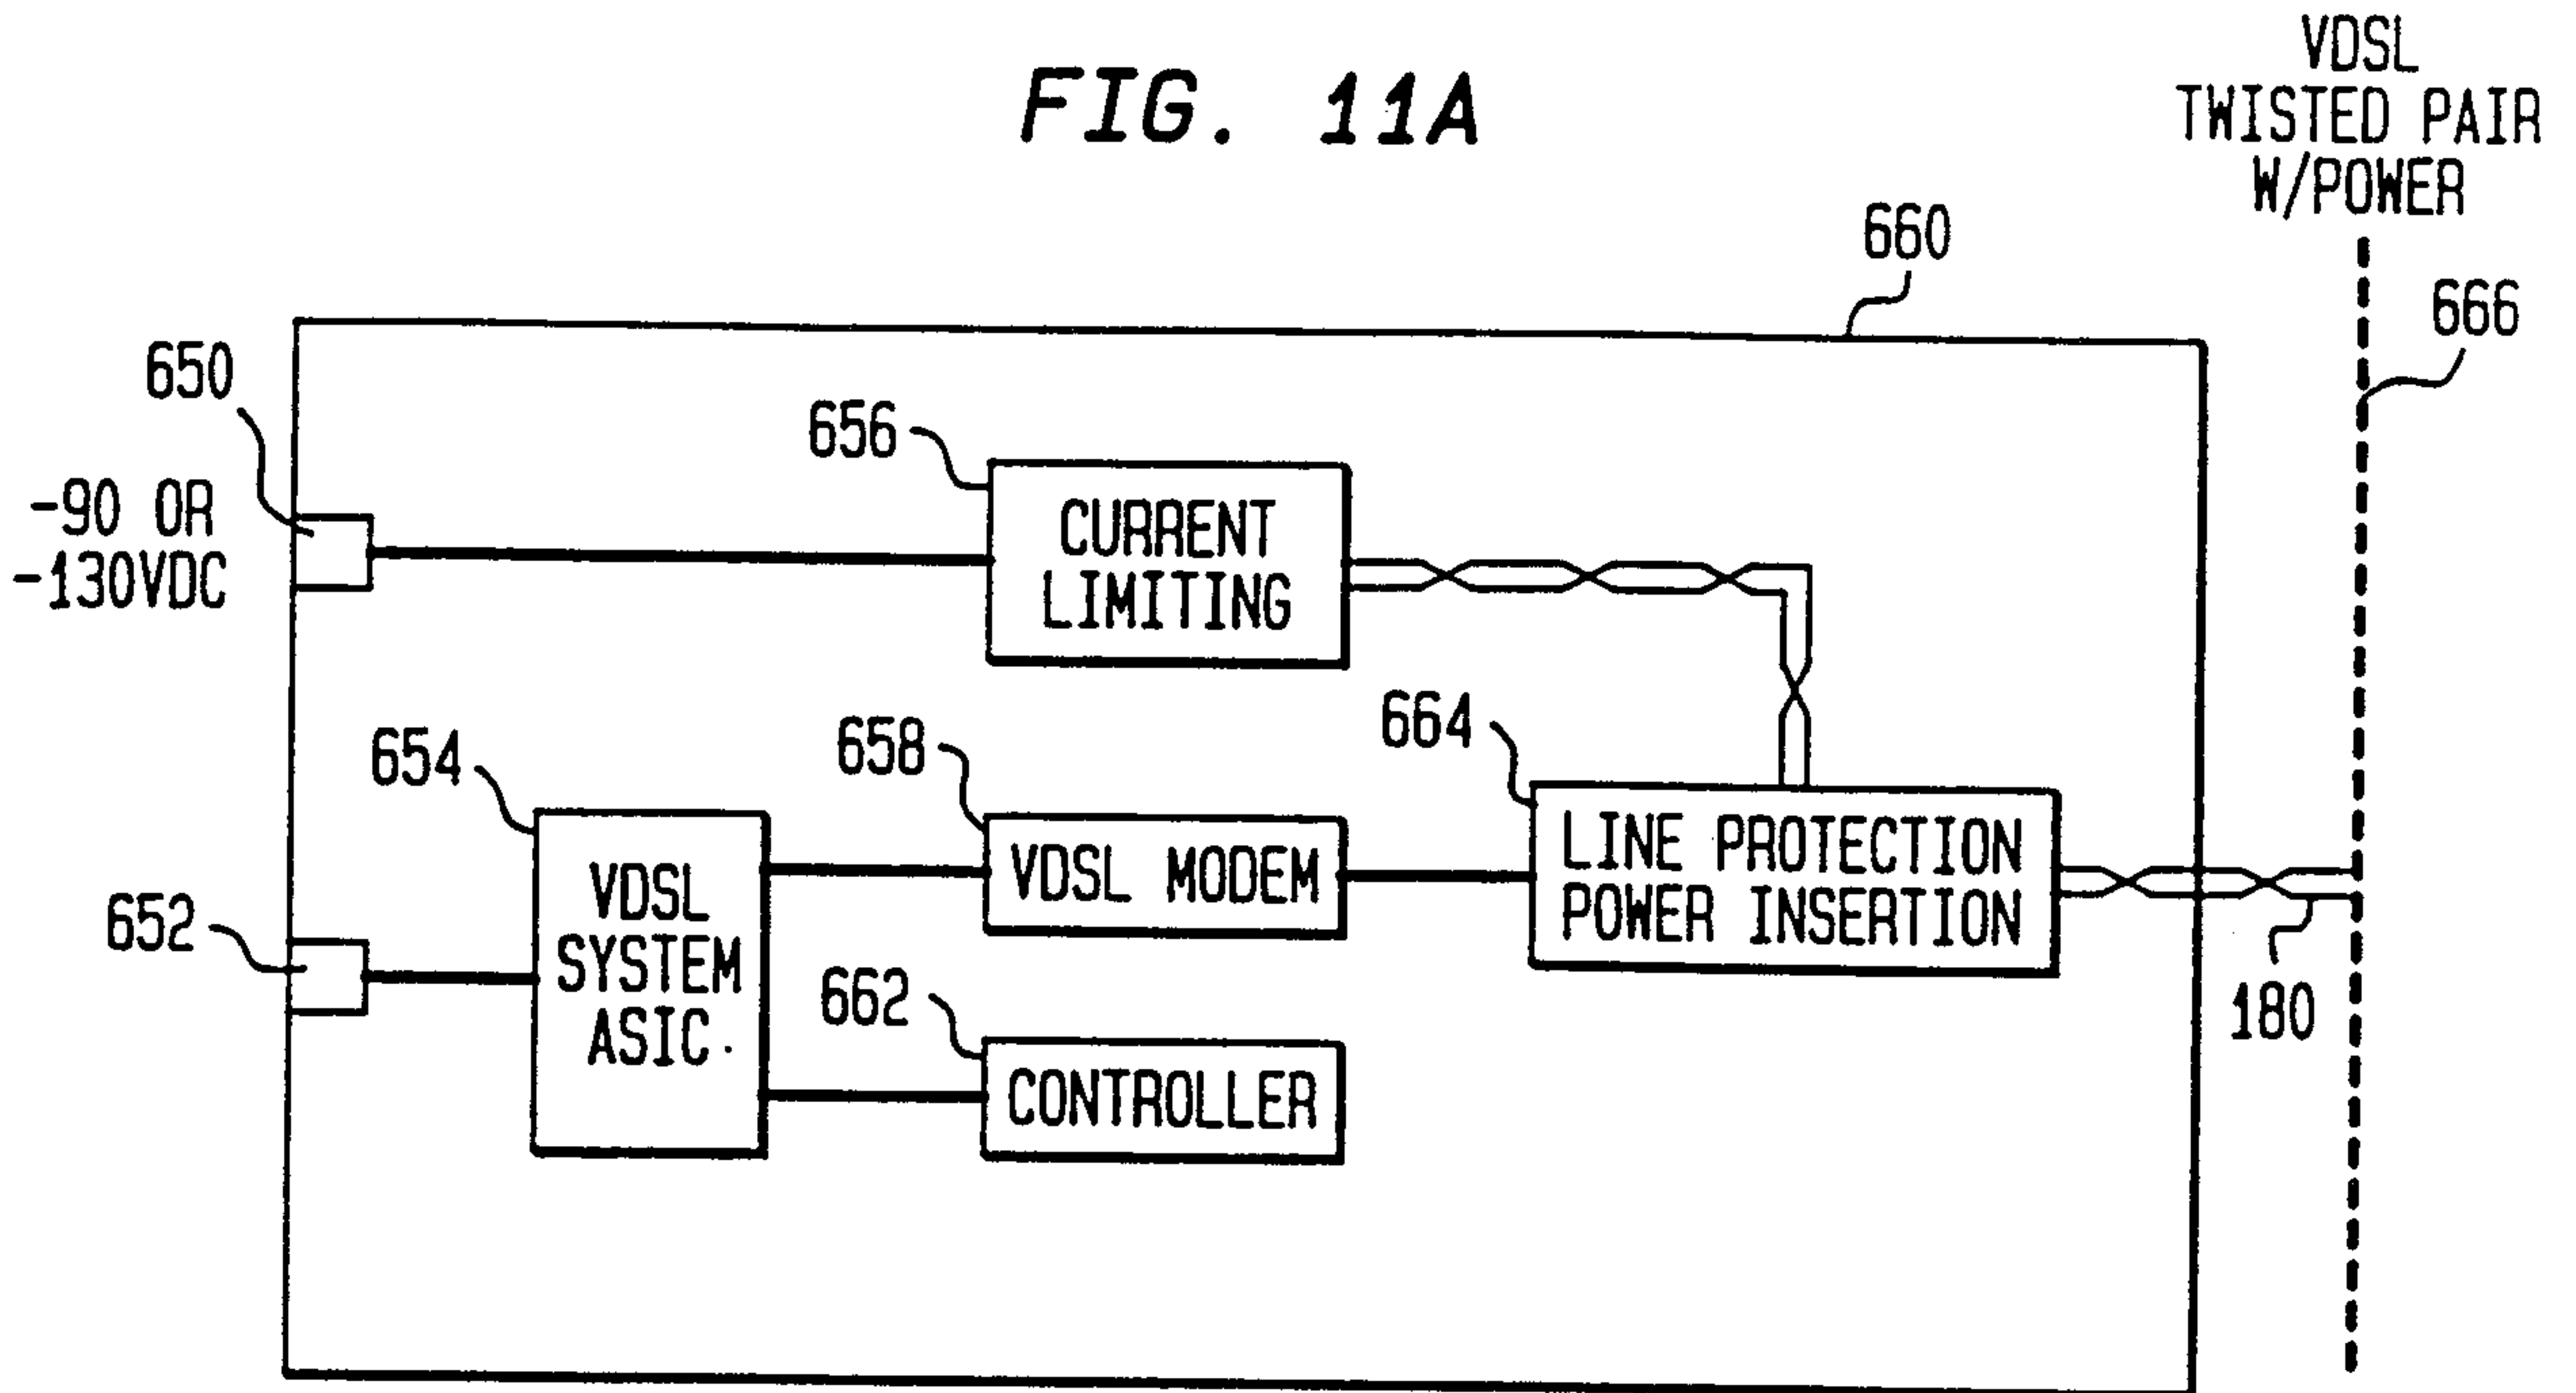 FIG. 11A
VDSL
TWISTED PAIR
W/POWER
660
666
650
-90 OR
-130VDC
656
CURRENT
LIMITING
654
658
664
VDSL
SYSTEM
ASIC
VDSL MODEM
LINE PROTECTION
POWER INSERTION
652
662
CONTROLLER
180